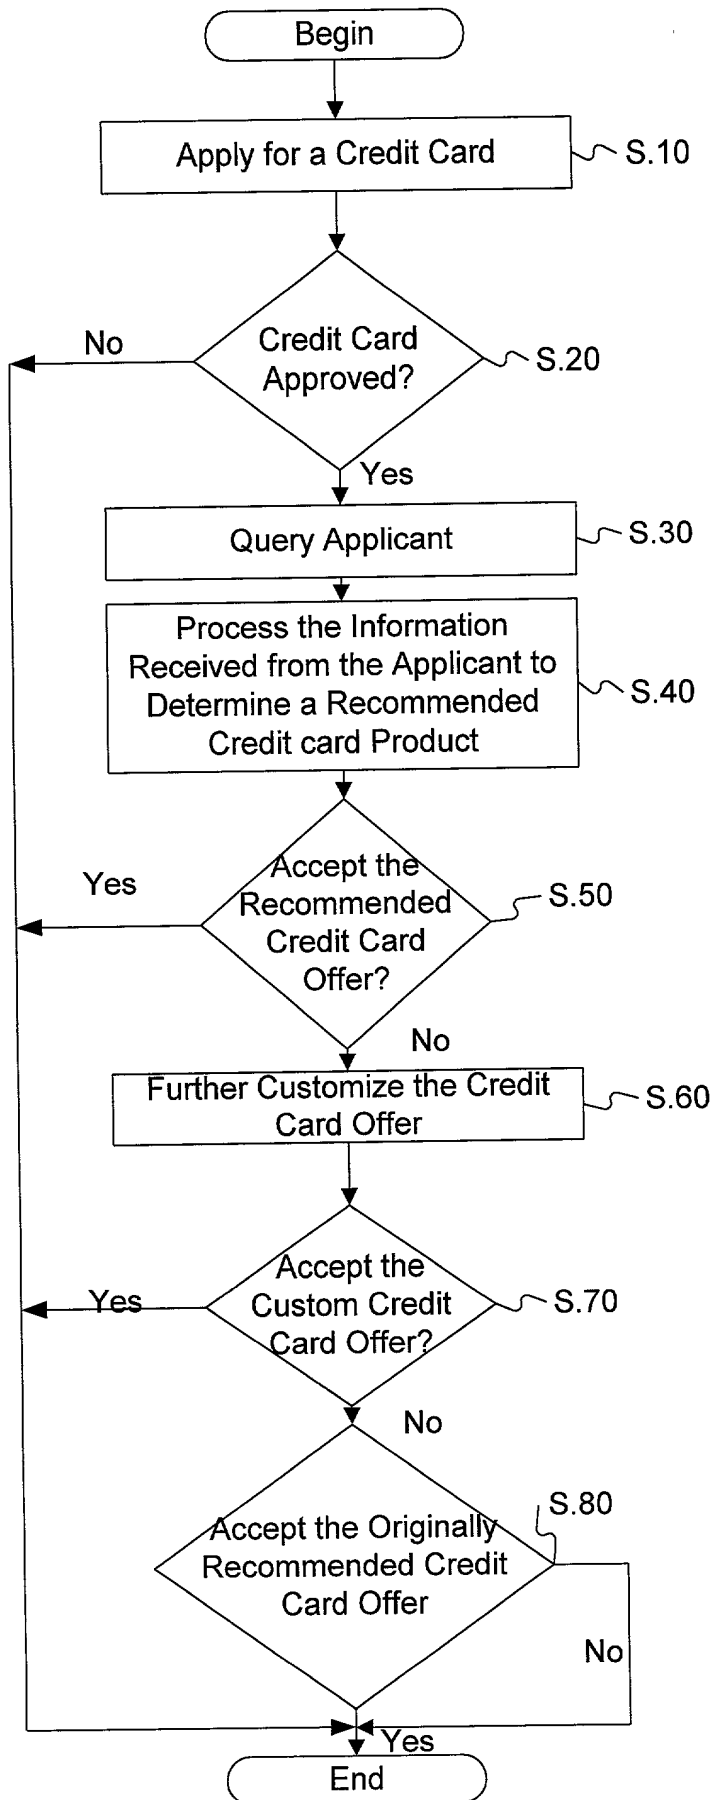 Begin
Apply for a Credit Card
S.10
Credit Card
Approved?
S.20
No
Yes
Query Applicant
S.30
Process the Information
Received from the Applicant to
Determine a Recommended
Credit card Product
S.40
Accept the
Recommended
Credit Card
Offer?
S.50
Yes
No
Further Customize the Credit
Card Offer
S.60
Accept the
Custom Credit
Card Offer?
S.70
Yes
No
Accept the Originally
Recommended Credit
Card Offer
S.80
No
Yes
End